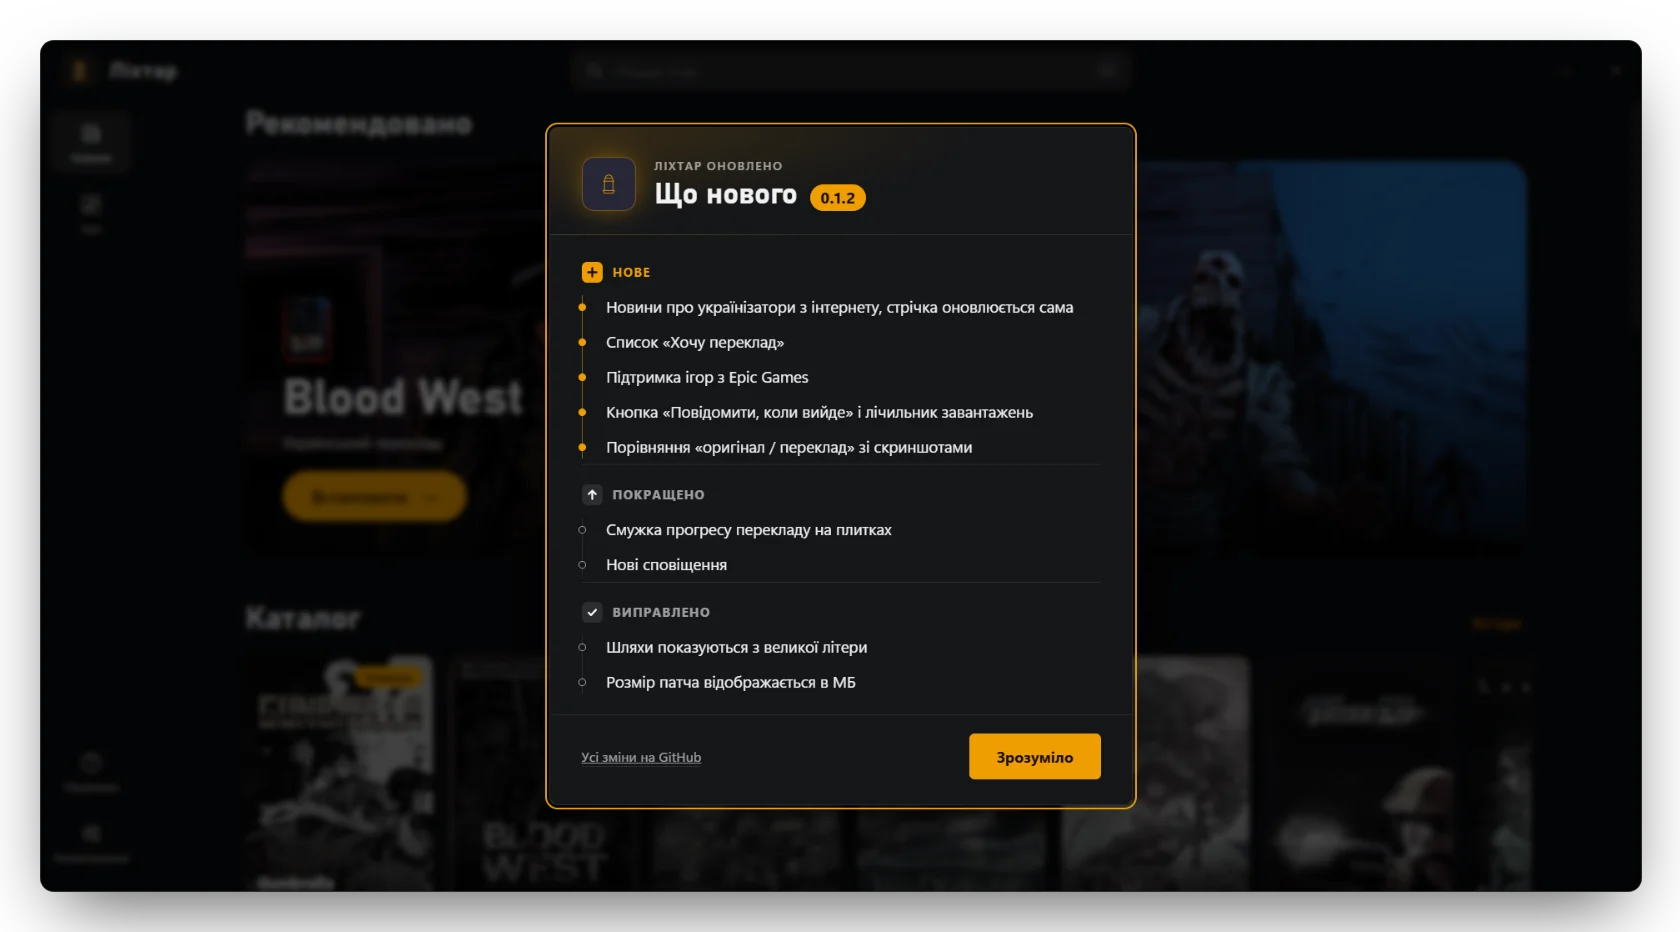 Ліхтар
Рекомендовано
ЛІХТАР ОНОВЛЕНО
Що нового 0.1.2
НОВЕ
Новини про українізатори з інтернету, стрічка оновлюється сама
Список «Хочу переклад»
Підтримка ігор з Epic Games
Кнопка «Повідомити, коли вийде» і лічильник завантажень
Порівняння «оригінал / переклад» зі скриншотами
ПОКРАЩЕНО
Смужка прогресу перекладу на плитках
Нові сповіщення
ВИПРАВЛЕНО
Шляхи показуються з великої літери
Розмір патча відображається в МБ
Усі зміни на GitHub
Зрозуміло
Blood West
Каталог
BLOOD
WEST